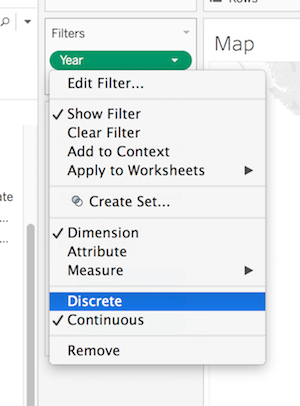 Rows
Filters
Map
Year
Edit Filter...
Show Filter
Clear Filter
Add to Context
Apply to Worksheets
Create Set...
ate
...
...
Dimension
Attribute
Measure
Discrete
Continuous
Remove